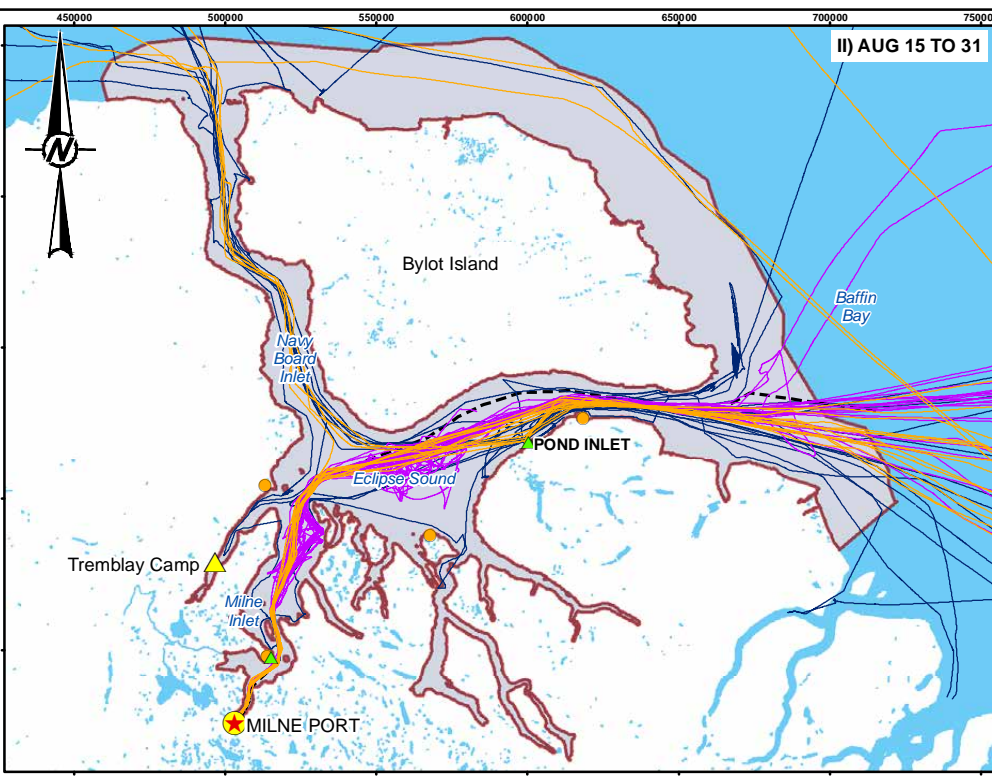 450000 500000 550000 600000 650000 700000 750000
II) AUG 15 TO 31
N
Bylot Island
Baffin
Bay
Navy
Board
Inlet
POND INLET
Eclipse Sound
Tremblay Camp
Milne
Inlet
MILNE PORT